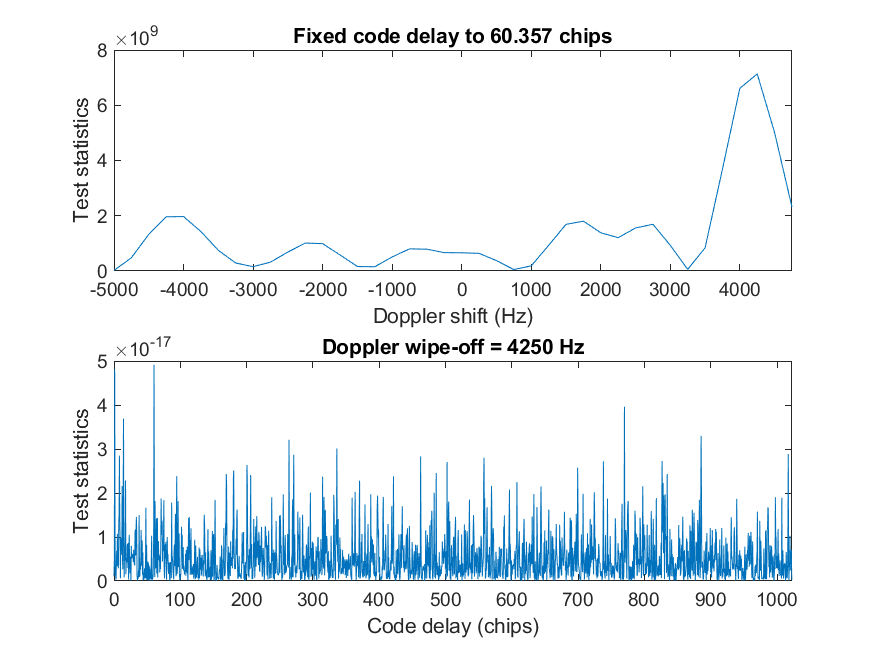 ×10^9
Fixed code delay to 60.357 chips
8
6
4
2
0
Test statistics
-5000 -4000 -3000 -2000 -1000 0 1000 2000 3000 4000
Doppler shift (Hz)
×10^-17
Doppler wipe-off = 4250 Hz
5
4
3
2
1
0
Test statistics
0 100 200 300 400 500 600 700 800 900 1000
Code delay (chips)